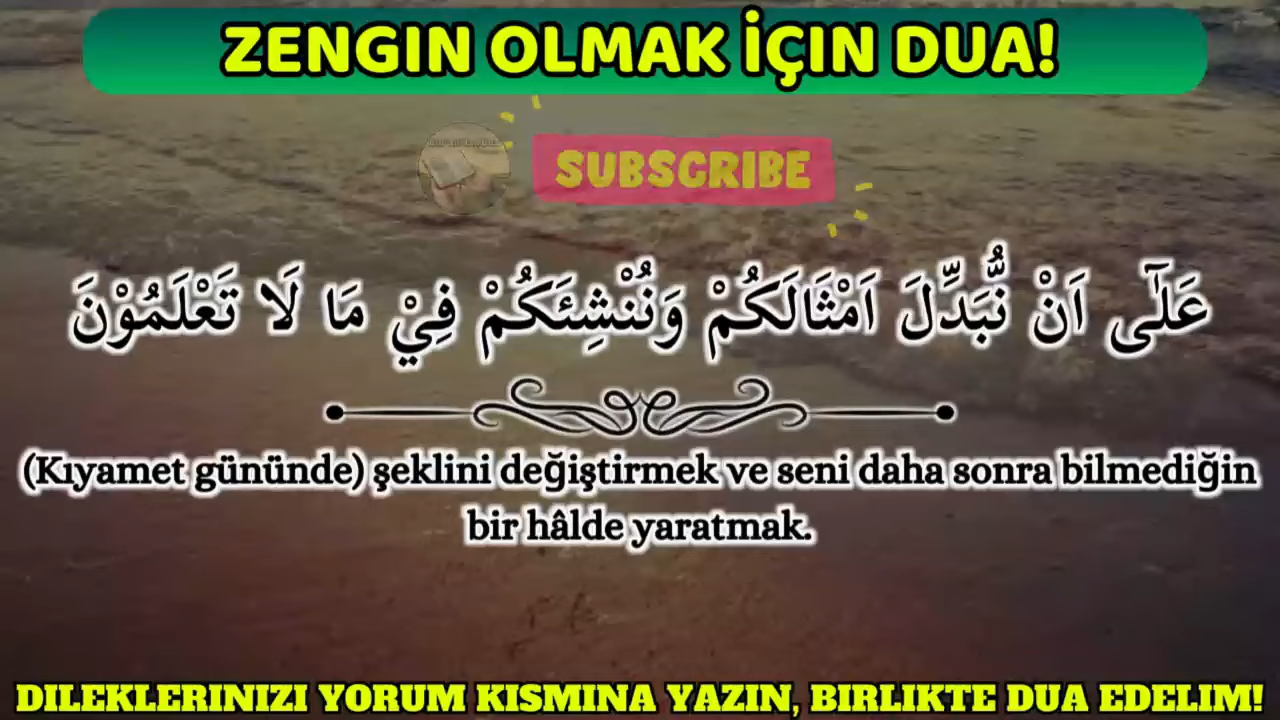 ZENGIN OLMAK İÇIN DUA!
SUBSCRIBE
عَلٰٓى اَنْ نُّبَدِّلَ اَمْثَالَكُمْ وَنُنْشِئَكُمْ فِيْ مَا لَا تَعْلَمُوْنَ
(Kıyamet gününde) şeklini değiştirmek ve seni daha sonra bilmediğin
bir hâlde yaratmak.
DILEKLERINIZI YORUM KISMINA YAZIN, BIRLIKTE DUA EDELIM!